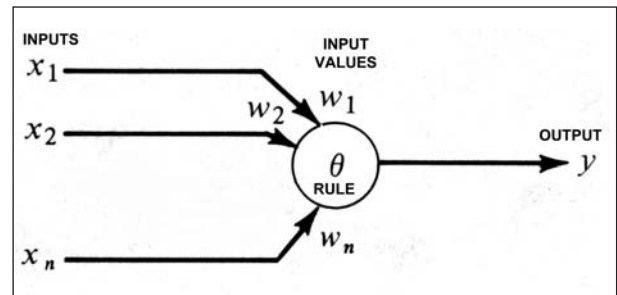 INPUTS
INPUT
VALUES
x1
w1
w2
x2
OUTPUT
θ
y
RULE
wn
xn